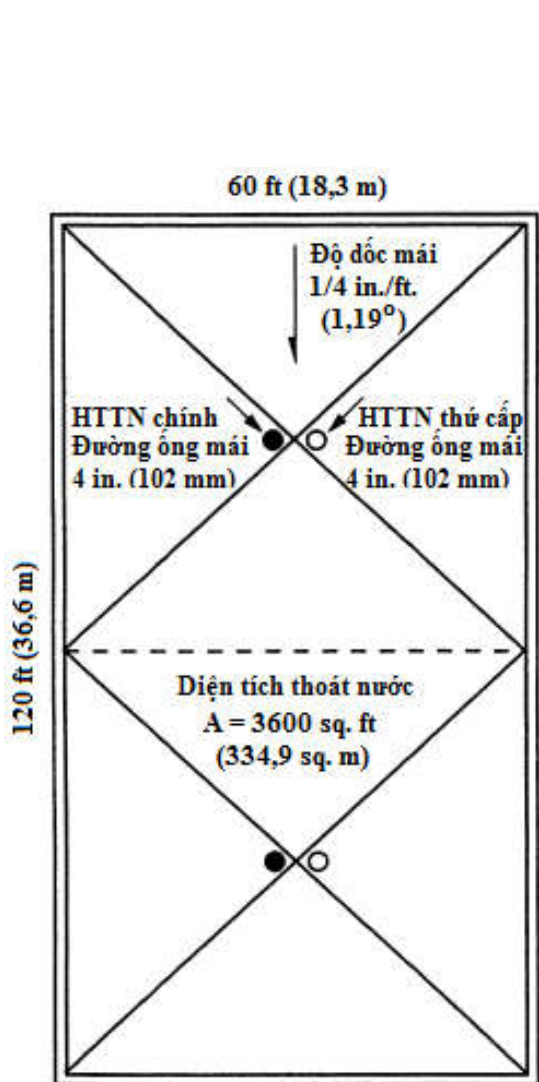 60 ft (18,3 m)
Độ dốc mái
1/4 in./ft.
(1,19°)
HTTN chính
Đường ống mái
4 in. (102 mm)
HTTN thứ cấp
Đường ống mái
4 in. (102 mm)
120 ft (36,6 m)
Diện tích thoát nước
A = 3600 sq. ft
(334,9 sq. m)